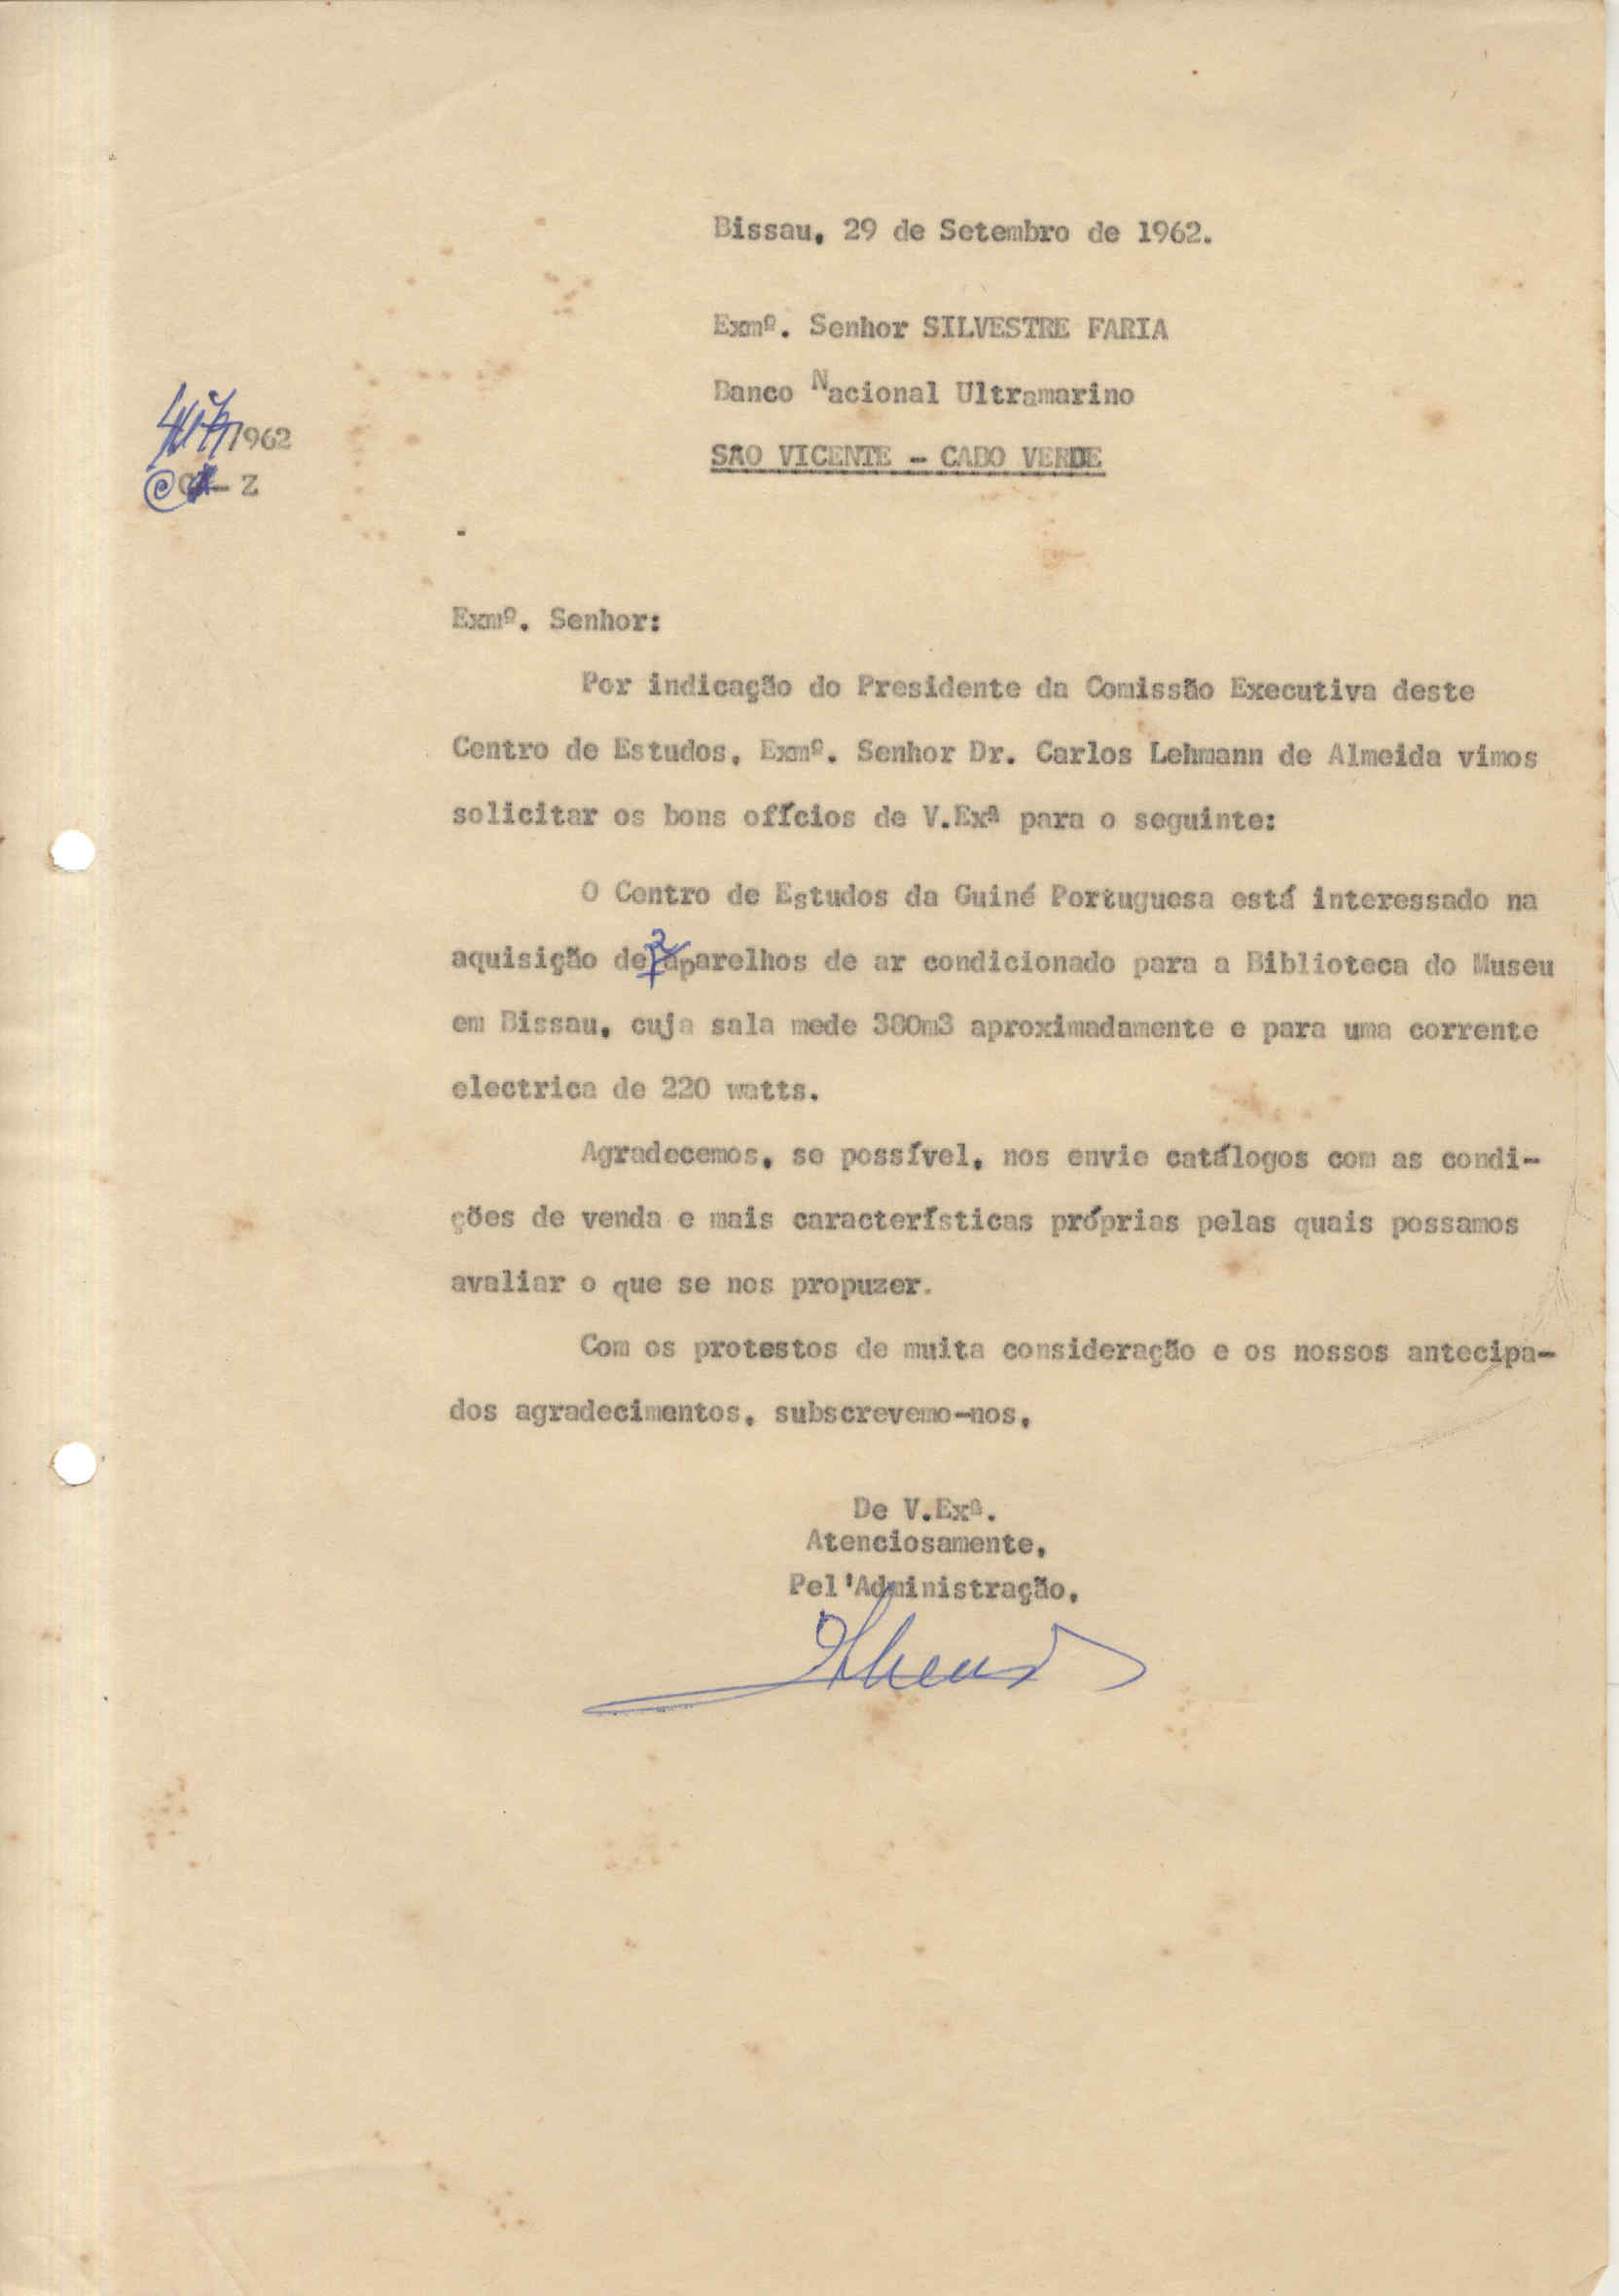 Bissau, 29 de Setembro de 1962.
Exmº. Senhor SILVESTRE FARIA
Banco Nacional Ultramarino
SÃO VICENTE - CABO VERDE
1962
- Z
Exmº. Senhor:
Por indicação do Presidente da Comissão Executiva deste
Centro de Estudos, Exmº. Senhor Dr. Carlos Lehmann de Almeida vimos
solicitar os bons ofícios de V.Exª para o seguinte:
O Centro de Estudos da Guiné Portuguesa está interessado na
aquisição de 2 aparelhos de ar condicionado para a Biblioteca do Museu
em Bissau, cuja sala mede 380m3 aproximadamente e para uma corrente
electrica de 220 watts.
Agradecemos, se possível, nos envie catálogos com as condi-
ções de venda e mais características próprias pelas quais possamos
avaliar o que se nos propuzer.
Com os protestos de muita consideração e os nossos antecipa-
dos agradecimentos, subscrevemo-nos,
De V.Exª.
Atenciosamente,
Pel'Administração,